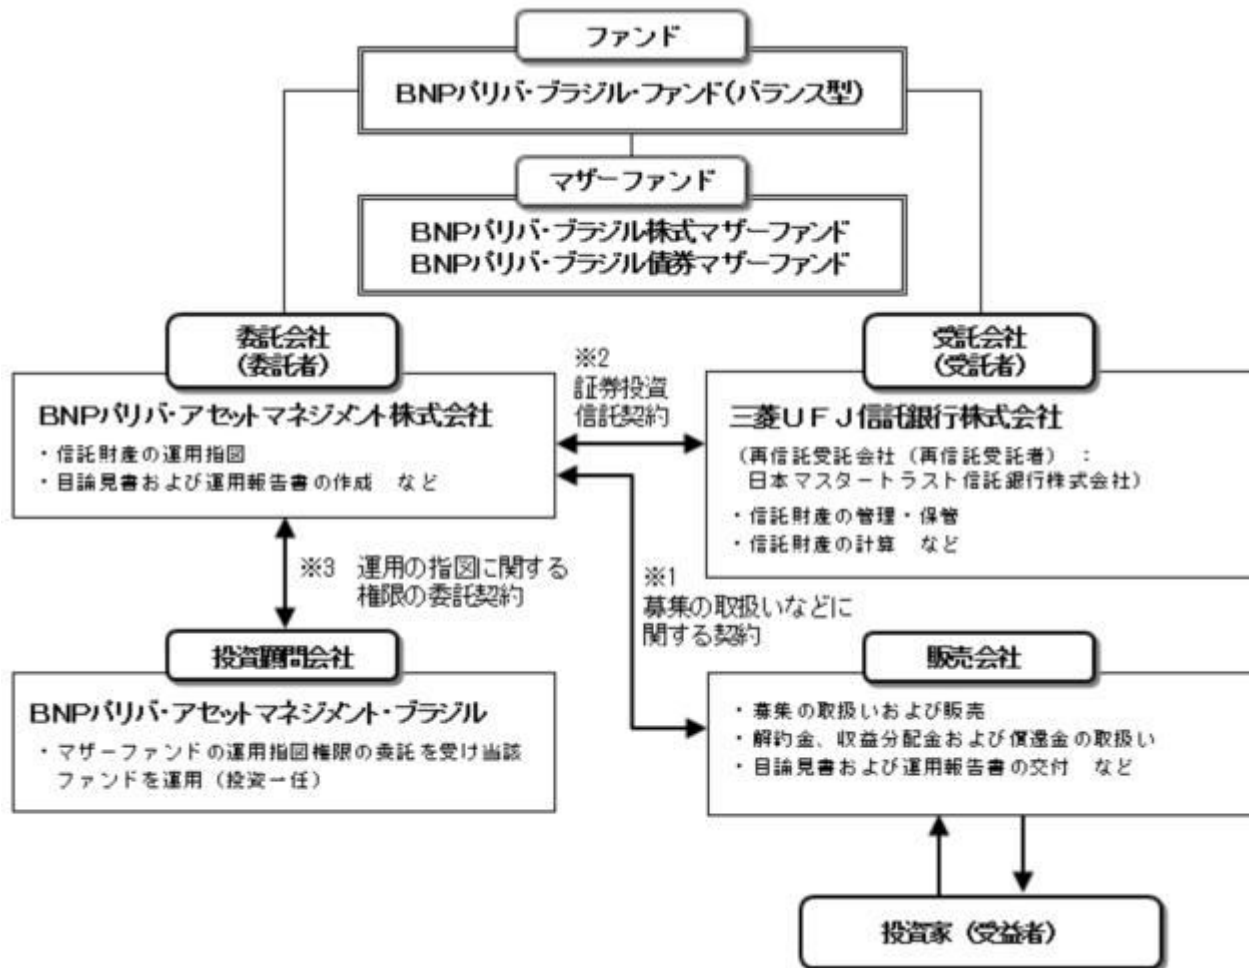 ファンド
BNPパリバ・ブラジル・ファンド(バランス型)
マザーファンド
BNPパリバ・ブラジル株式マザーファンド
BNPパリバ・ブラジル債券マザーファンド
委託会社
(委託者)
BNPパリバ・アセットマネジメント株式会社
・信託財産の運用指図
・目論見書および運用報告書の作成 など
※2
証券投資
信託契約
受託会社
(受託者)
三菱UFJ信託銀行株式会社
(再信託受託会社(再信託受託者) :
日本マスタートラスト信託銀行株式会社)
・信託財産の管理・保管
・信託財産の計算 など
※3 運用の指図に関する
権限の委託契約
※1
募集の取扱いなどに
関する契約
投資顧問会社
BNPパリバ・アセットマネジメント・ブラジル
・マザーファンドの運用指図権限の委託を受け当該
ファンドを運用(投資一任)
販売会社
・募集の取扱いおよび販売
・解約金、収益分配金および償還金の取扱い
・目論見書および運用報告書の交付 など
投資家(受益者)